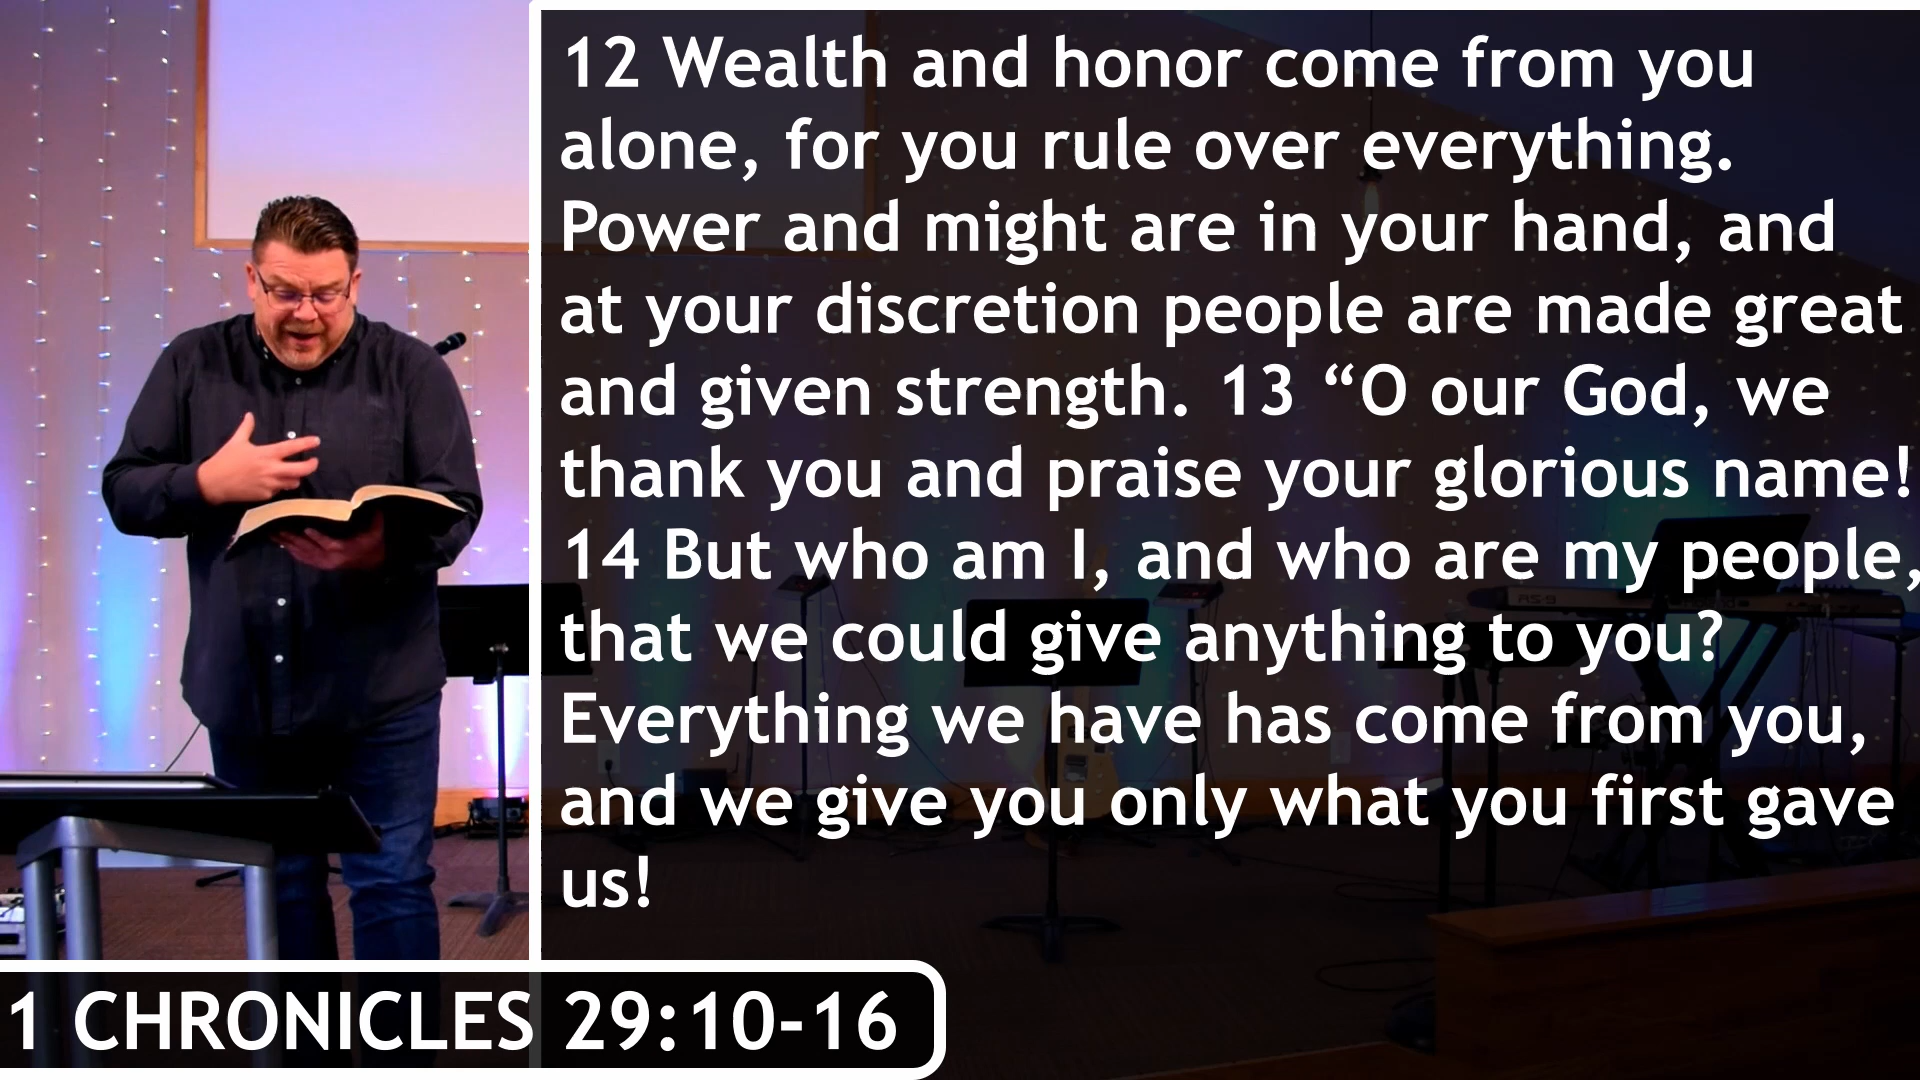 12 Wealth and honor come from you
alone, for you rule over everything.
Power and might are in your hand, and
at your discretion people are made great
and given strength. 13 “O our God, we
thank you and praise your glorious name!
14 But who am I, and who are my people,
that we could give anything to you?
Everything we have has come from you,
and we give you only what you first gave
us!
1 CHRONICLES 29:10-16